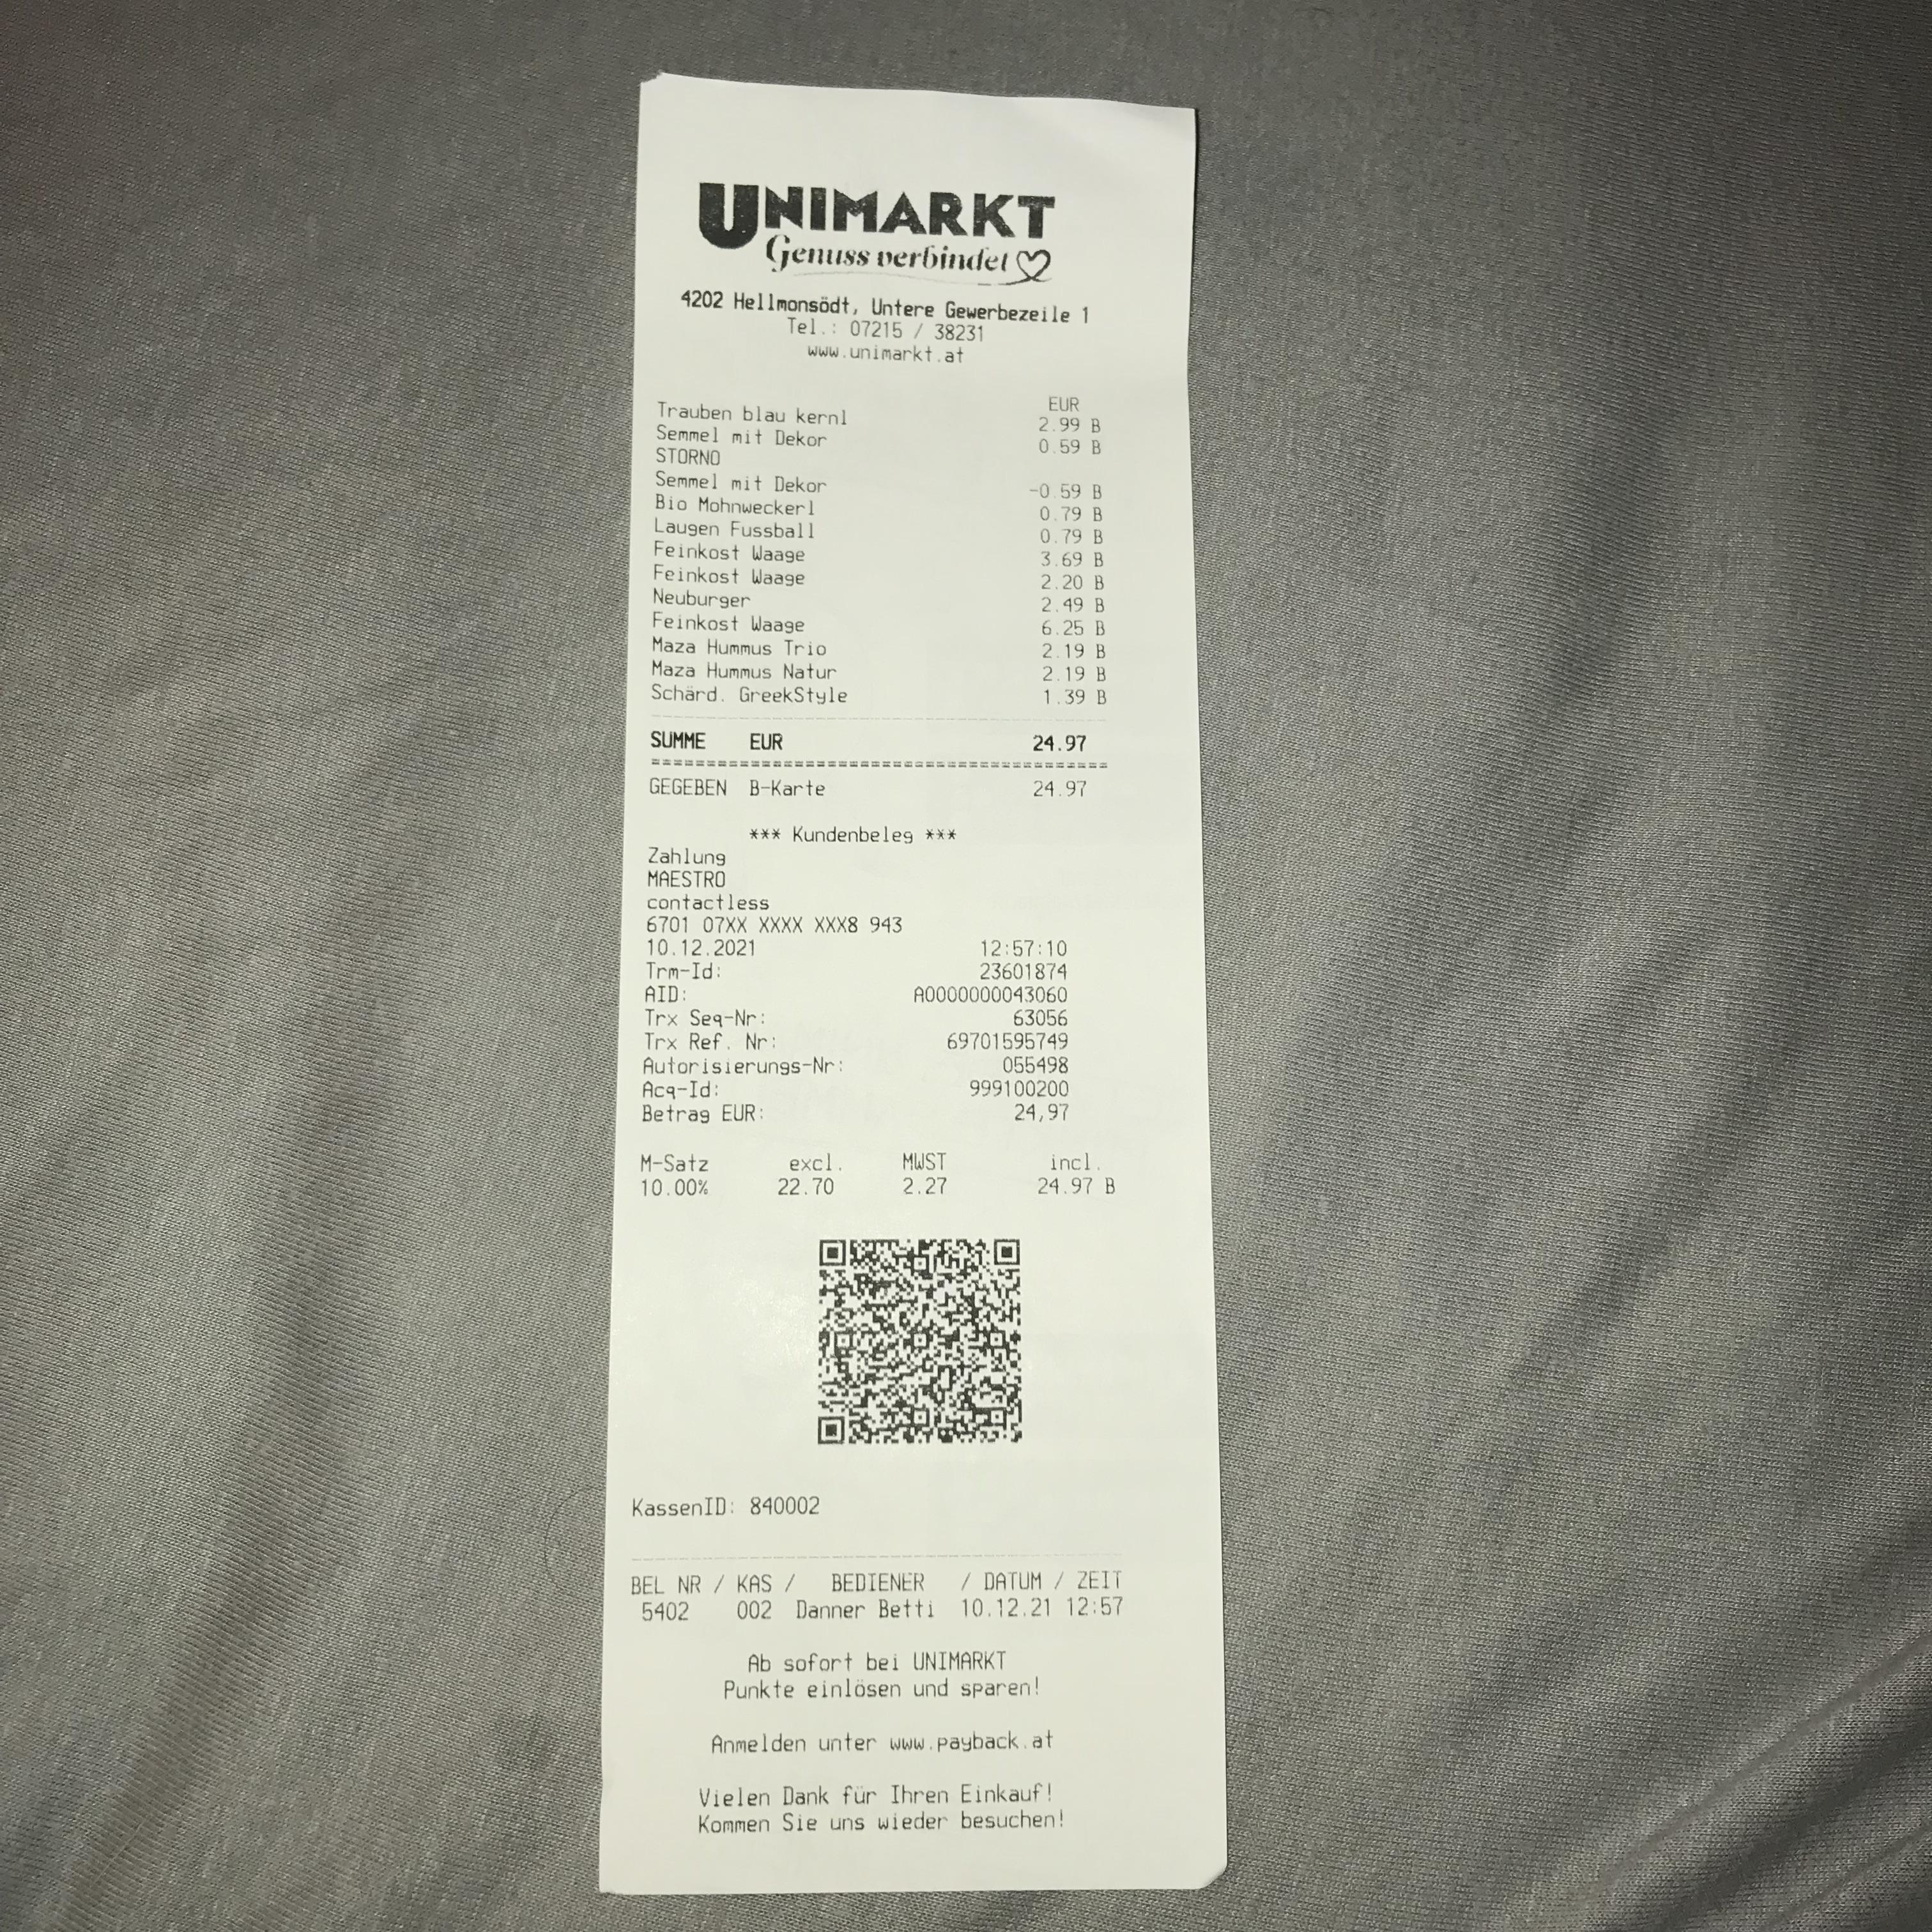 UNIMARKT
Genuss verbindet
4202 Hellmonsödt, Untere Gewerbezeile 1
Tel.: 07215 / 38231
www.unimarkt.at
EUR
Trauben blau kernl 2.99 B
Semmel mit Dekor 0.59 B
STORNO
Semmel mit Dekor -0.59 B
Bio Mohnweckerl 0.79 B
Laugen Fussball 0.79 B
Feinkost Waage 3.69 B
Feinkost Waage 2.20 B
Neuburger 2.49 B
Feinkost Waage 6.25 B
Maza Hummus Trio 2.19 B
Maza Hummus Natur 2.19 B
Schärd. GreekStyle 1.39 B
SUMME EUR 24.97
GEGEBEN B-Karte 24.97
*** Kundenbeleg ***
Zahlung
MAESTRO
contactless
6701 07XX XXXX XXX8 943
10.12.2021 12:57:10
Trm-Id: 23601874
AID: A0000000043060
Trx Seq-Nr: 63056
Trx Ref. Nr: 69701595749
Autorisierungs-Nr: 055498
Acq-Id: 999100200
Betrag EUR: 24,97
M-Satz excl. MWST incl.
10.00% 22.70 2.27 24.97 B
KassenID: 840002
BEL NR / KAS / BEDIENER / DATUM / ZEIT
5402 002 Danner Betti 10.12.21 12:57
Ab sofort bei UNIMARKT
Punkte einlösen und sparen!
Anmelden unter www.payback.at
Vielen Dank für Ihren Einkauf!
Kommen Sie uns wieder besuchen!